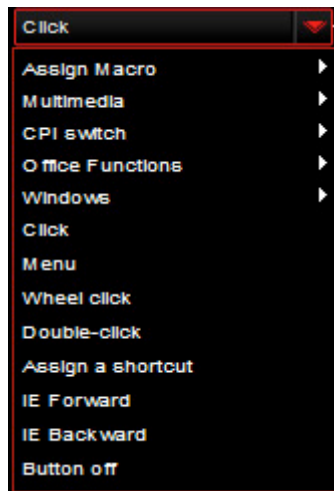 Click
Assign Macro
Multimedia
CPI switch
Office Functions
Windows
Click
Menu
Wheel click
Double-click
Assign a shortcut
IE Forward
IE Backward
Button off